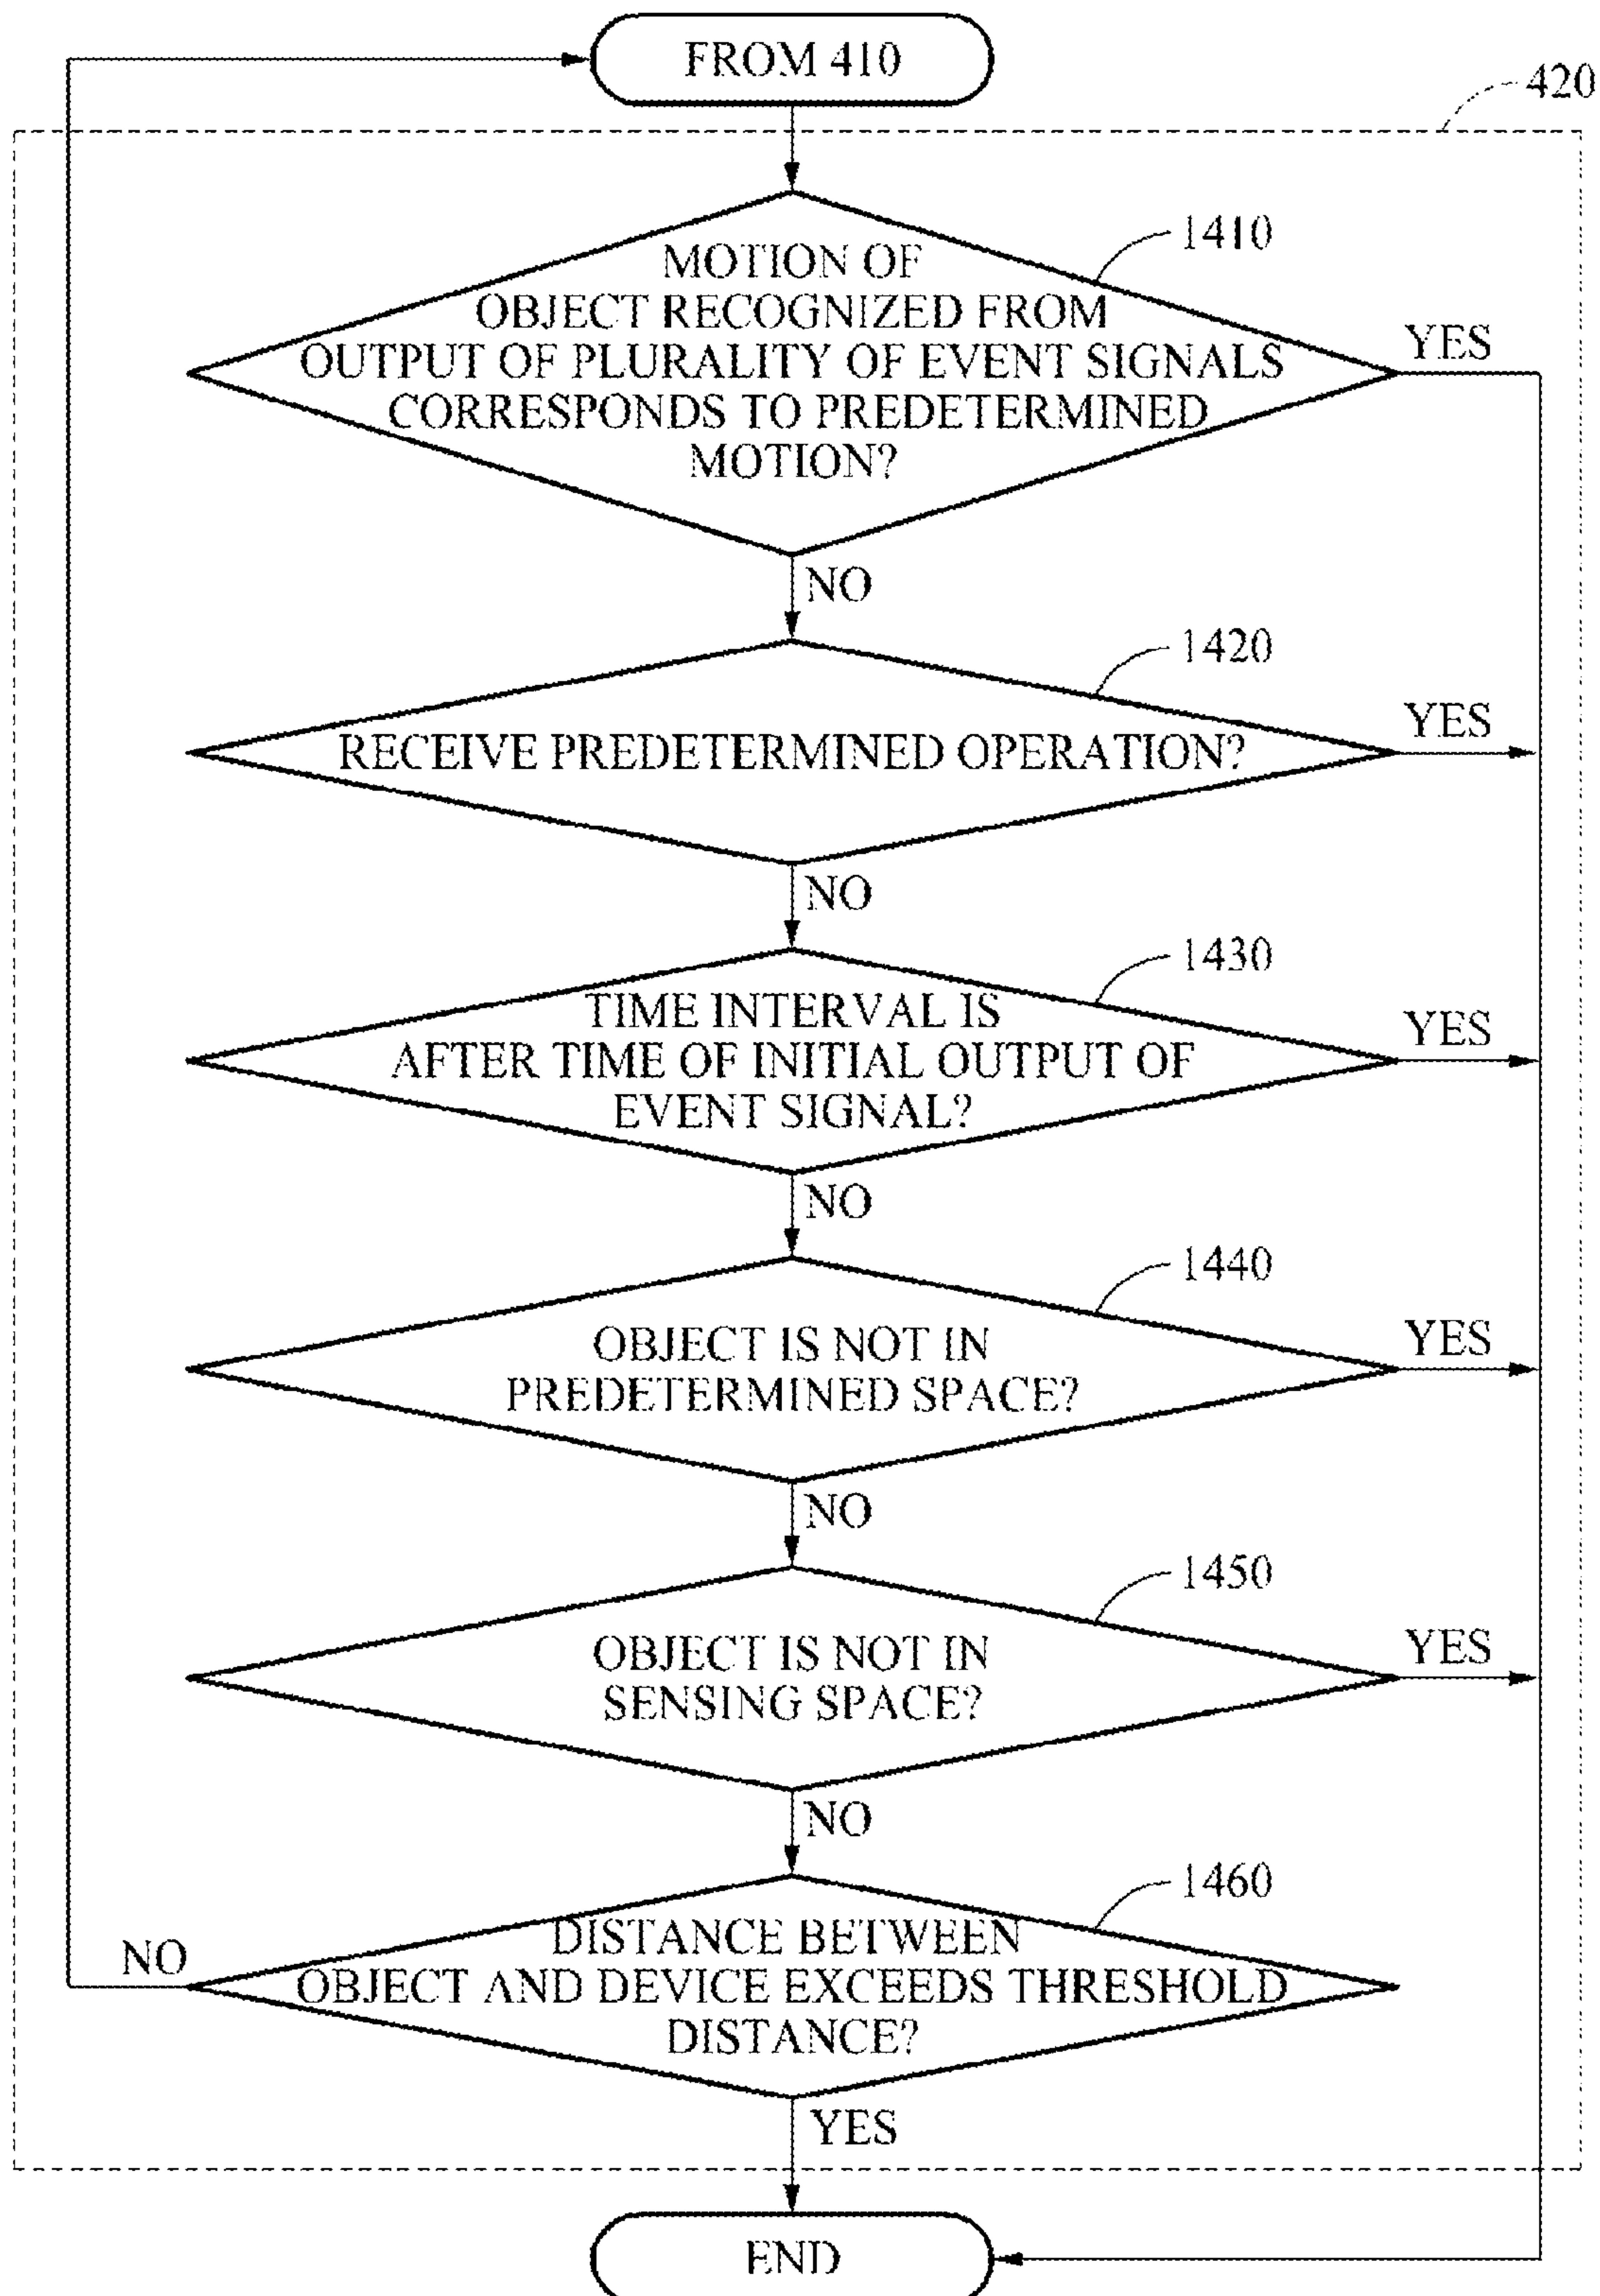 FROM 410
420
1410
MOTION OF
OBJECT RECOGNIZED FROM
OUTPUT OF PLURALITY OF EVENT SIGNALS
CORRESPONDS TO PREDETERMINED
MOTION?
YES
NO
1420
RECEIVE PREDETERMINED OPERATION?
YES
NO
1430
TIME INTERVAL IS
AFTER TIME OF INITIAL OUTPUT OF
EVENT SIGNAL?
YES
NO
1440
OBJECT IS NOT IN
PREDETERMINED SPACE?
YES
NO
1450
OBJECT IS NOT IN
SENSING SPACE?
YES
NO
1460
DISTANCE BETWEEN
OBJECT AND DEVICE EXCEEDS THRESHOLD
DISTANCE?
NO
YES
END